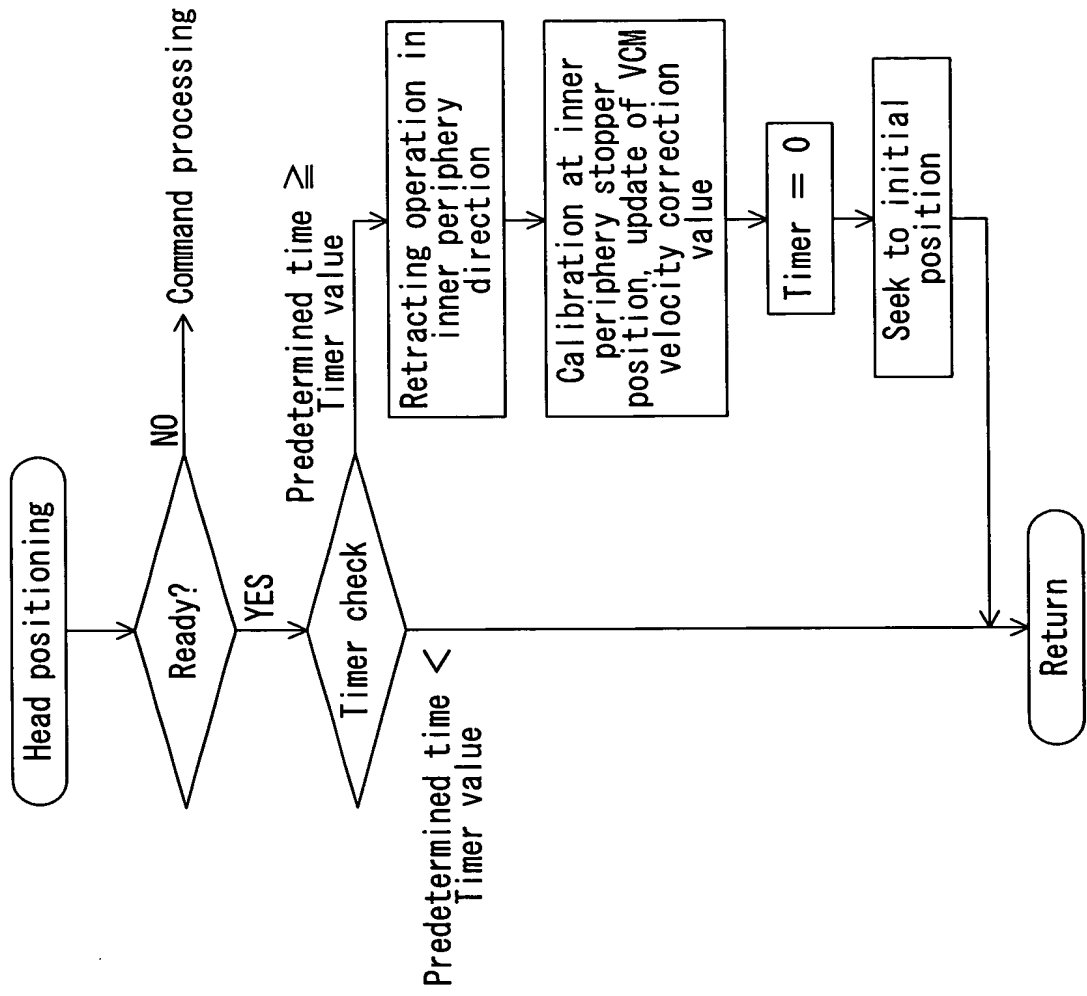 Head positioning
Ready?
NO
Command processing
YES
Timer check
Predetermined time ≧
Timer value
Predetermined time <
Timer value
Retracting operation in
inner periphery
direction
Calibration at inner
periphery stopper
position, update of VCM
velocity correction
value
Timer = 0
Seek to initial
position
Return